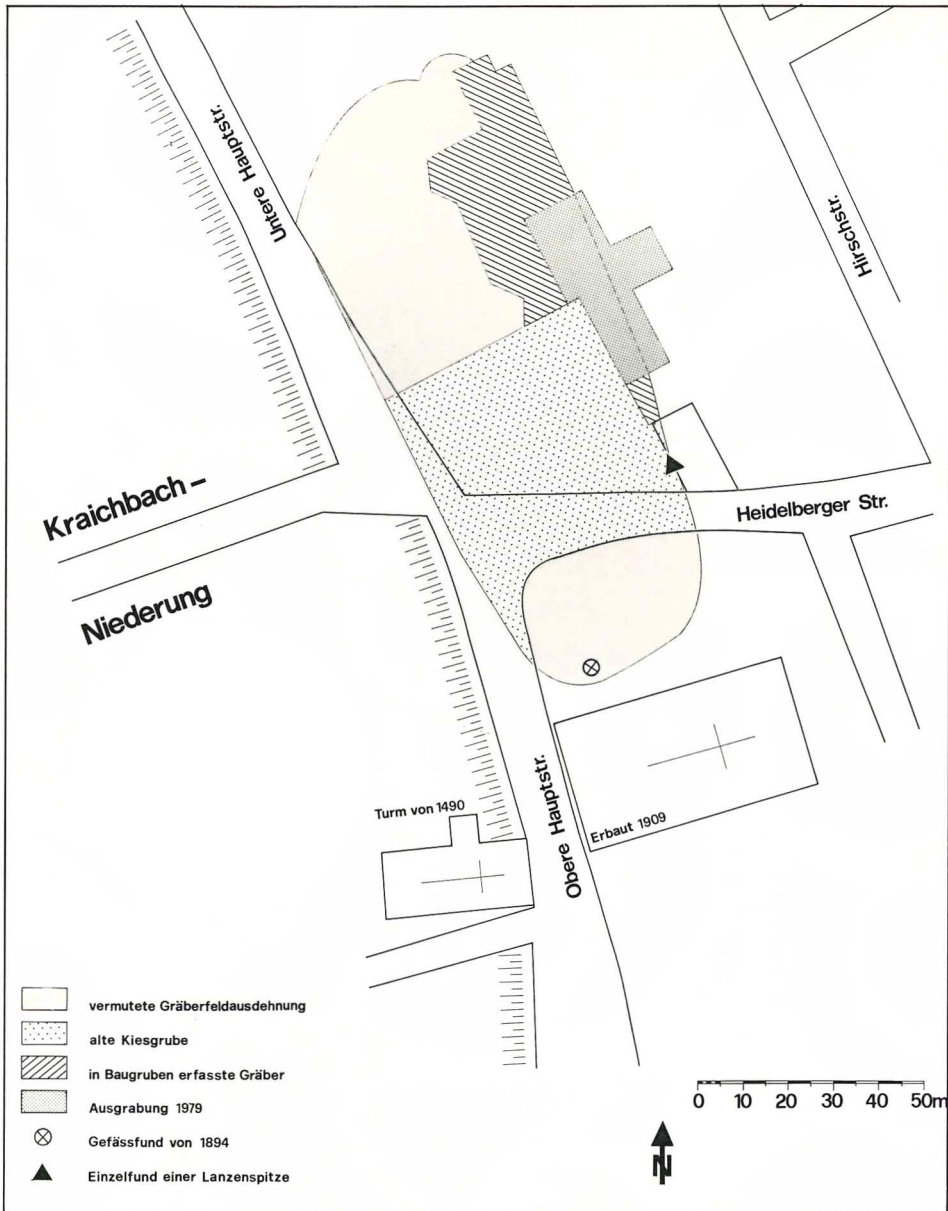 Untere Hauptstr.
Hirschstr.
Kraichbach-
Niederung
Heidelberger Str.
Turm von 1490
Obere Hauptstr.
Erbaut 1909
vermutete Gräberfeldausdehnung
alte Kiesgrube
in Baugruben erfasste Gräber
Ausgrabung 1979
Gefässfund von 1894
Einzelfund einer Lanzenspitze
0 10 20 30 40 50m
N